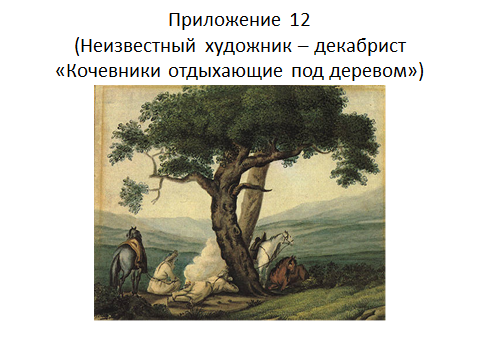 Приложение 12
(Неизвестный художник – декабрист
«Кочевники отдыхающие под деревом»)